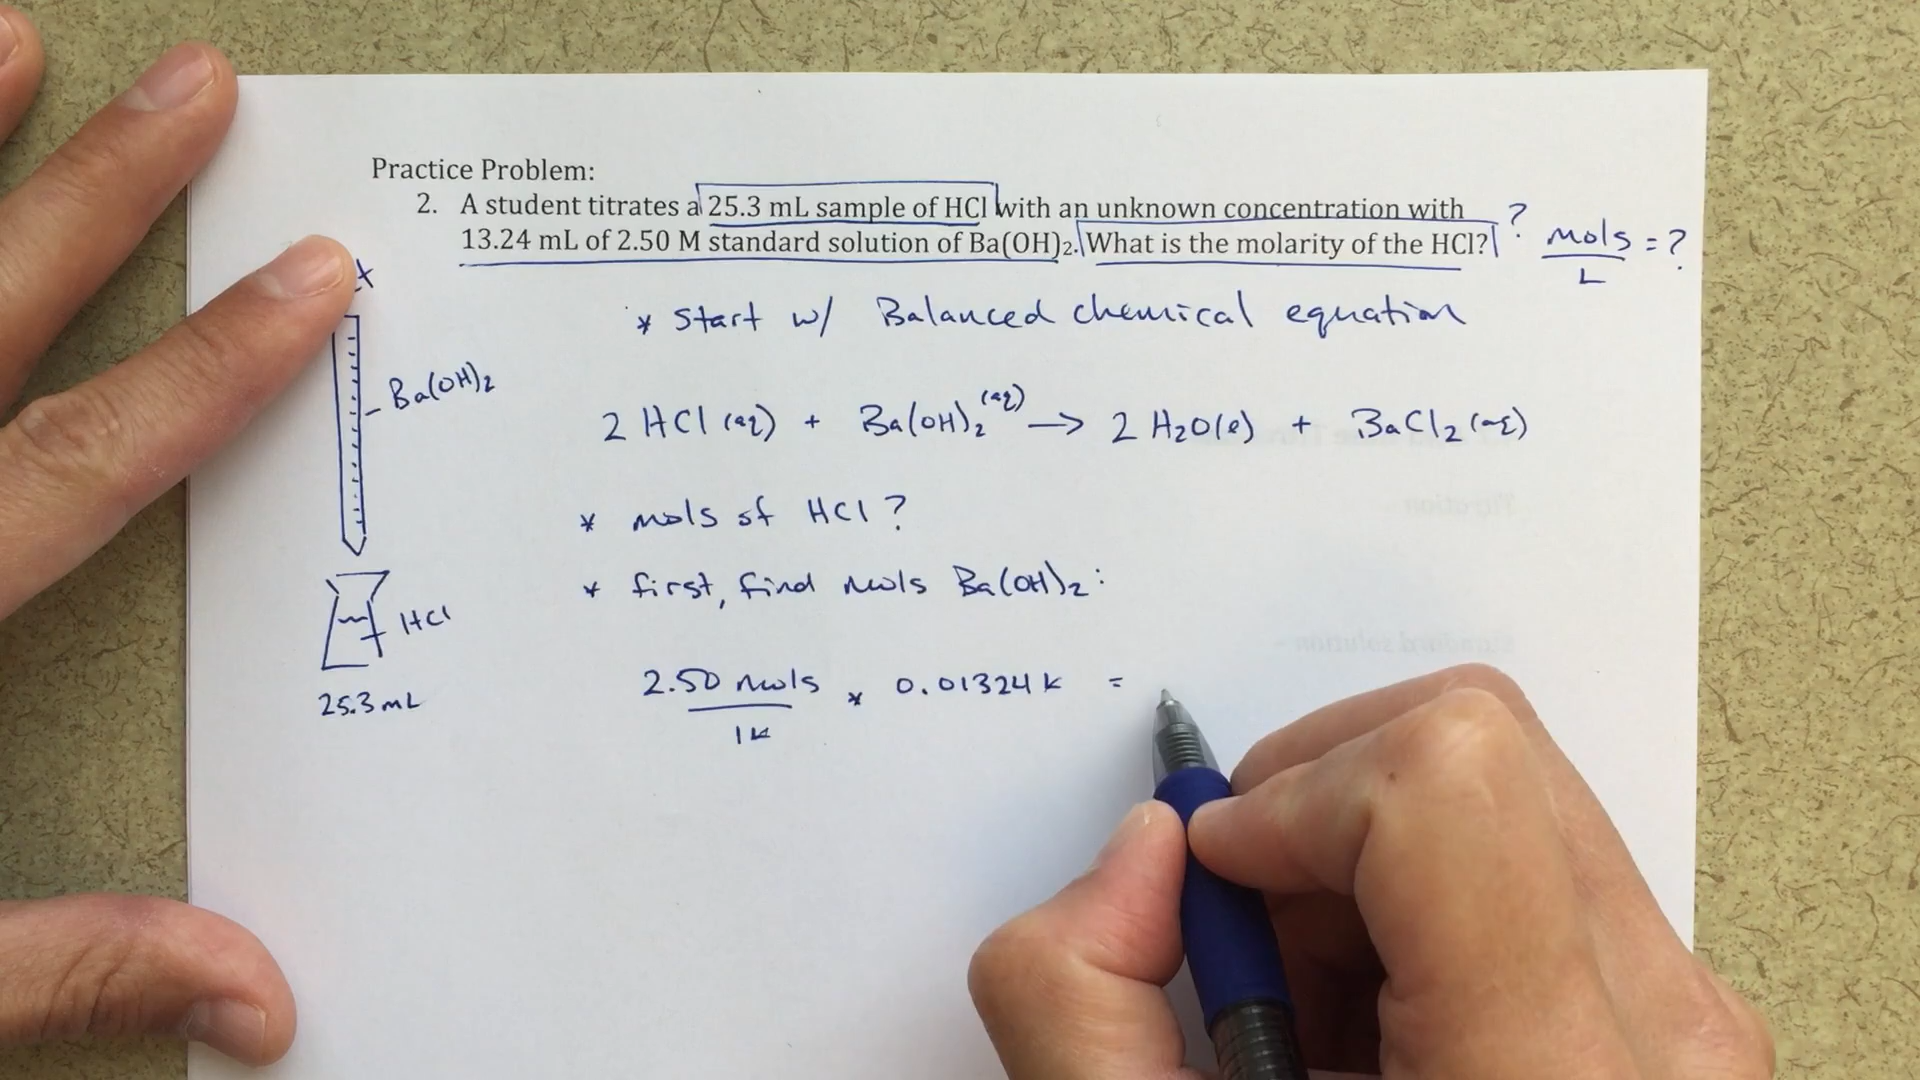 Practice Problem:
2. A student titrates a 25.3 mL sample of HCl with an unknown concentration with
13.24 mL of 2.50 M standard solution of Ba(OH)2. What is the molarity of the HCl?
? mols = ?
L
* Start w/ Balanced chemical equation
Ba(OH)2
2 HCl (aq) + Ba(OH)2 (aq) → 2 H2O(l) + BaCl2 (aq)
* mols of HCl?
* first, find mols Ba(OH)2:
HCl
25.3 mL
2.50 mols * 0.01324 L =
1 L